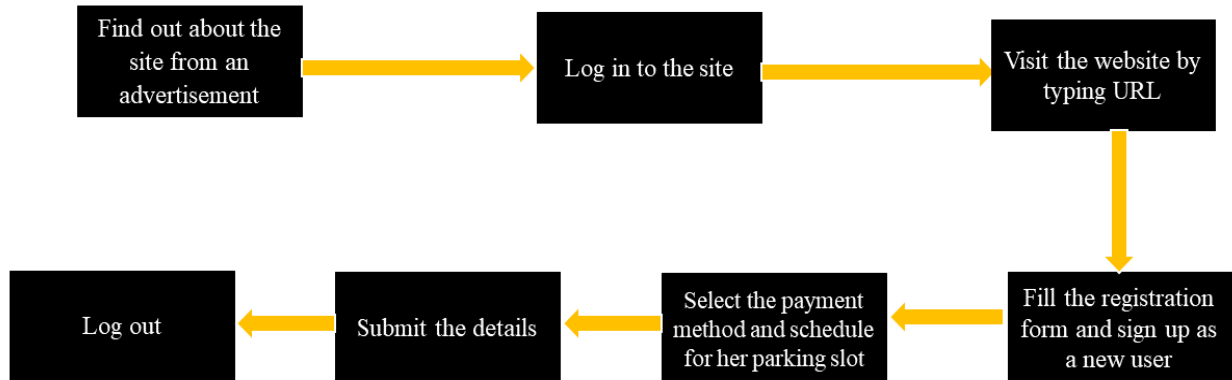 Find out about the
site from an
advertisement
Log in to the site
Visit the website by
typing URL
Fill the registration
form and sign up as
a new user
Select the payment
method and schedule
for her parking slot
Submit the details
Log out